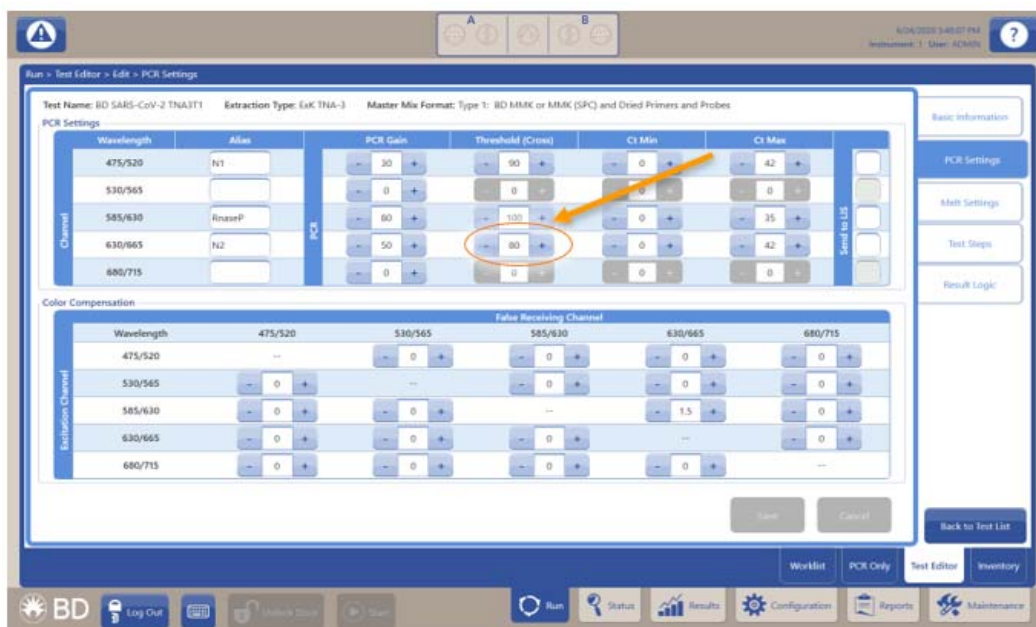 A B
6/24/2020 3:49:07 PM
Instrument: 1 User: ADMIN
?
Run > Test Editor > Edit > PCR Settings
Test Name: BD SARS-CoV-2 TNA3T1 Extraction Type: ExK TNA-3 Master Mix Format: Type 1: BD MMK or MMK (SPC) and Dried Primers and Probes
Basic Information
PCR Settings
Wavelength Alias PCR Gain Threshold (Cross) Ct Min Ct Max
475/520 N1 - 30 + - 90 + - 0 + - 42 +
PCR Settings
530/565 - 0 + - 0 + - 0 + - 0 +
Melt Settings
585/630 RnaseP - 80 + - 100 + - 0 + - 35 +
Channel
PCR
Send to LIS
630/665 N2 - 50 + - 80 + - 0 + - 42 +
Test Steps
680/715 - 0 + - 0 + - 0 + - 0 +
Result Logic
Color Compensation
False Receiving Channel
Wavelength 475/520 530/565 585/630 630/665 680/715
475/520 -- - 0 + - 0 + - 0 + - 0 +
530/565 - 0 + -- - 0 + - 0 + - 0 +
Excitation Channel
585/630 - 0 + - 0 + -- - 1.5 + - 0 +
630/665 - 0 + - 0 + - 0 + -- - 0 +
680/715 - 0 + - 0 + - 0 + - 0 + --
Save Cancel
Back to Test List
Worklist PCR Only Test Editor Inventory
BD Log Out Unlock Door Start Run Status Results Configuration Reports Maintenance